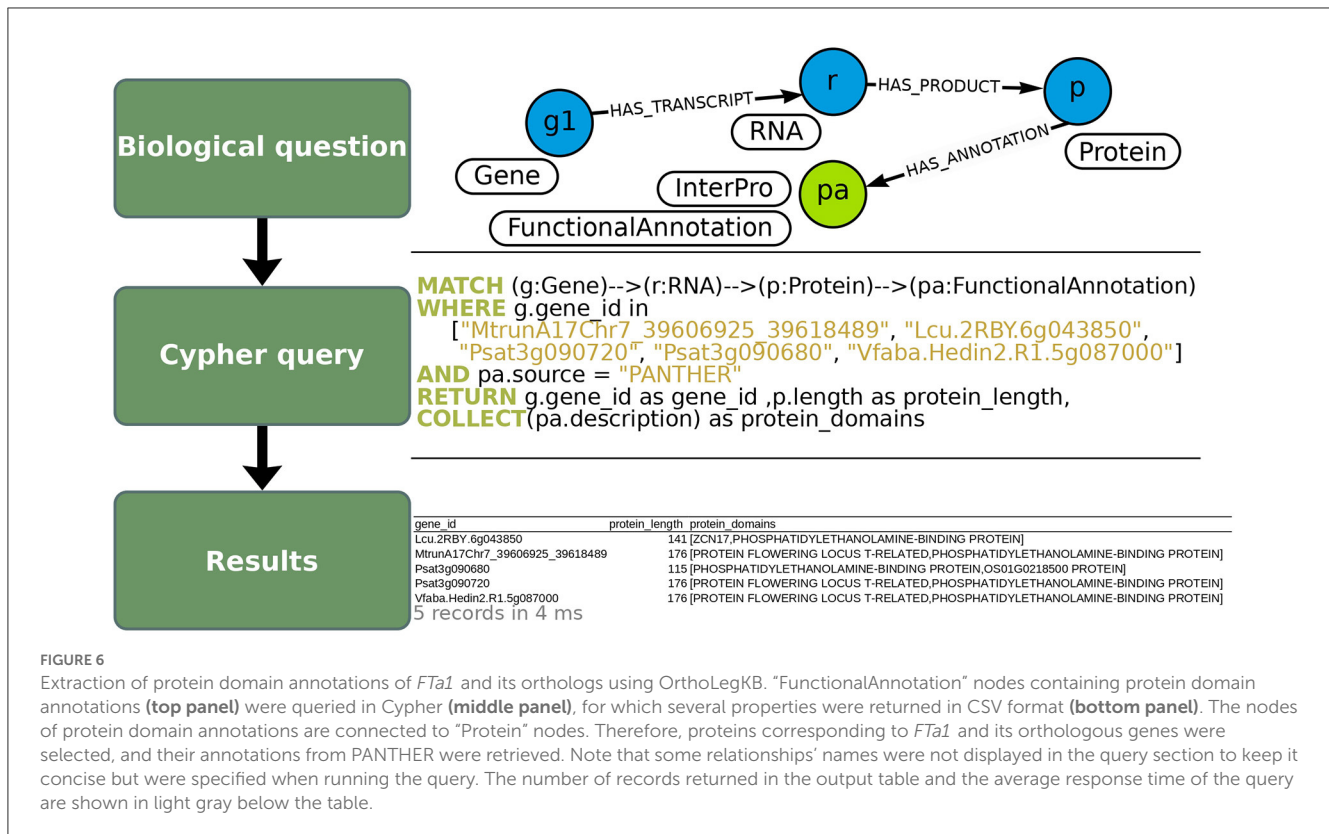 Biological question
g1
HAS_TRANSCRIPT
r
HAS_PRODUCT
p
Gene
RNA
HAS_ANNOTATION
Protein
InterPro
pa
FunctionalAnnotation
Cypher query
MATCH (g:Gene)-->(r:RNA)-->(p:Protein)-->(pa:FunctionalAnnotation)
WHERE g.gene_id in
["MtrunA17Chr7_39606925_39618489", "Lcu.2RBY.6g043850",
"Psat3g090720", "Psat3g090680", "Vfaba.Hedin2.R1.5g087000"]
AND pa.source = "PANTHER"
RETURN g.gene_id as gene_id ,p.length as protein_length,
COLLECT(pa.description) as protein_domains
Results
gene_id protein_length protein_domains
Lcu.2RBY.6g043850 141 [ZCN17,PHOSPHATIDYLETHANOLAMINE-BINDING PROTEIN]
MtrunA17Chr7_39606925_39618489 176 [PROTEIN FLOWERING LOCUS T-RELATED,PHOSPHATIDYLETHANOLAMINE-BINDING PROTEIN]
Psat3g090680 115 [PHOSPHATIDYLETHANOLAMINE-BINDING PROTEIN,OS01G0218500 PROTEIN]
Psat3g090720 176 [PROTEIN FLOWERING LOCUS T-RELATED,PHOSPHATIDYLETHANOLAMINE-BINDING PROTEIN]
Vfaba.Hedin2.R1.5g087000 176 [PROTEIN FLOWERING LOCUS T-RELATED,PHOSPHATIDYLETHANOLAMINE-BINDING PROTEIN]
5 records in 4 ms
FIGURE 6
Extraction of protein domain annotations of FTa1 and its orthologs using OrthoLegKB. "FunctionalAnnotation" nodes containing protein domain
annotations (top panel) were queried in Cypher (middle panel), for which several properties were returned in CSV format (bottom panel). The nodes
of protein domain annotations are connected to "Protein" nodes. Therefore, proteins corresponding to FTa1 and its orthologous genes were
selected, and their annotations from PANTHER were retrieved. Note that some relationships' names were not displayed in the query section to keep it
concise but were specified when running the query. The number of records returned in the output table and the average response time of the query
are shown in light gray below the table.